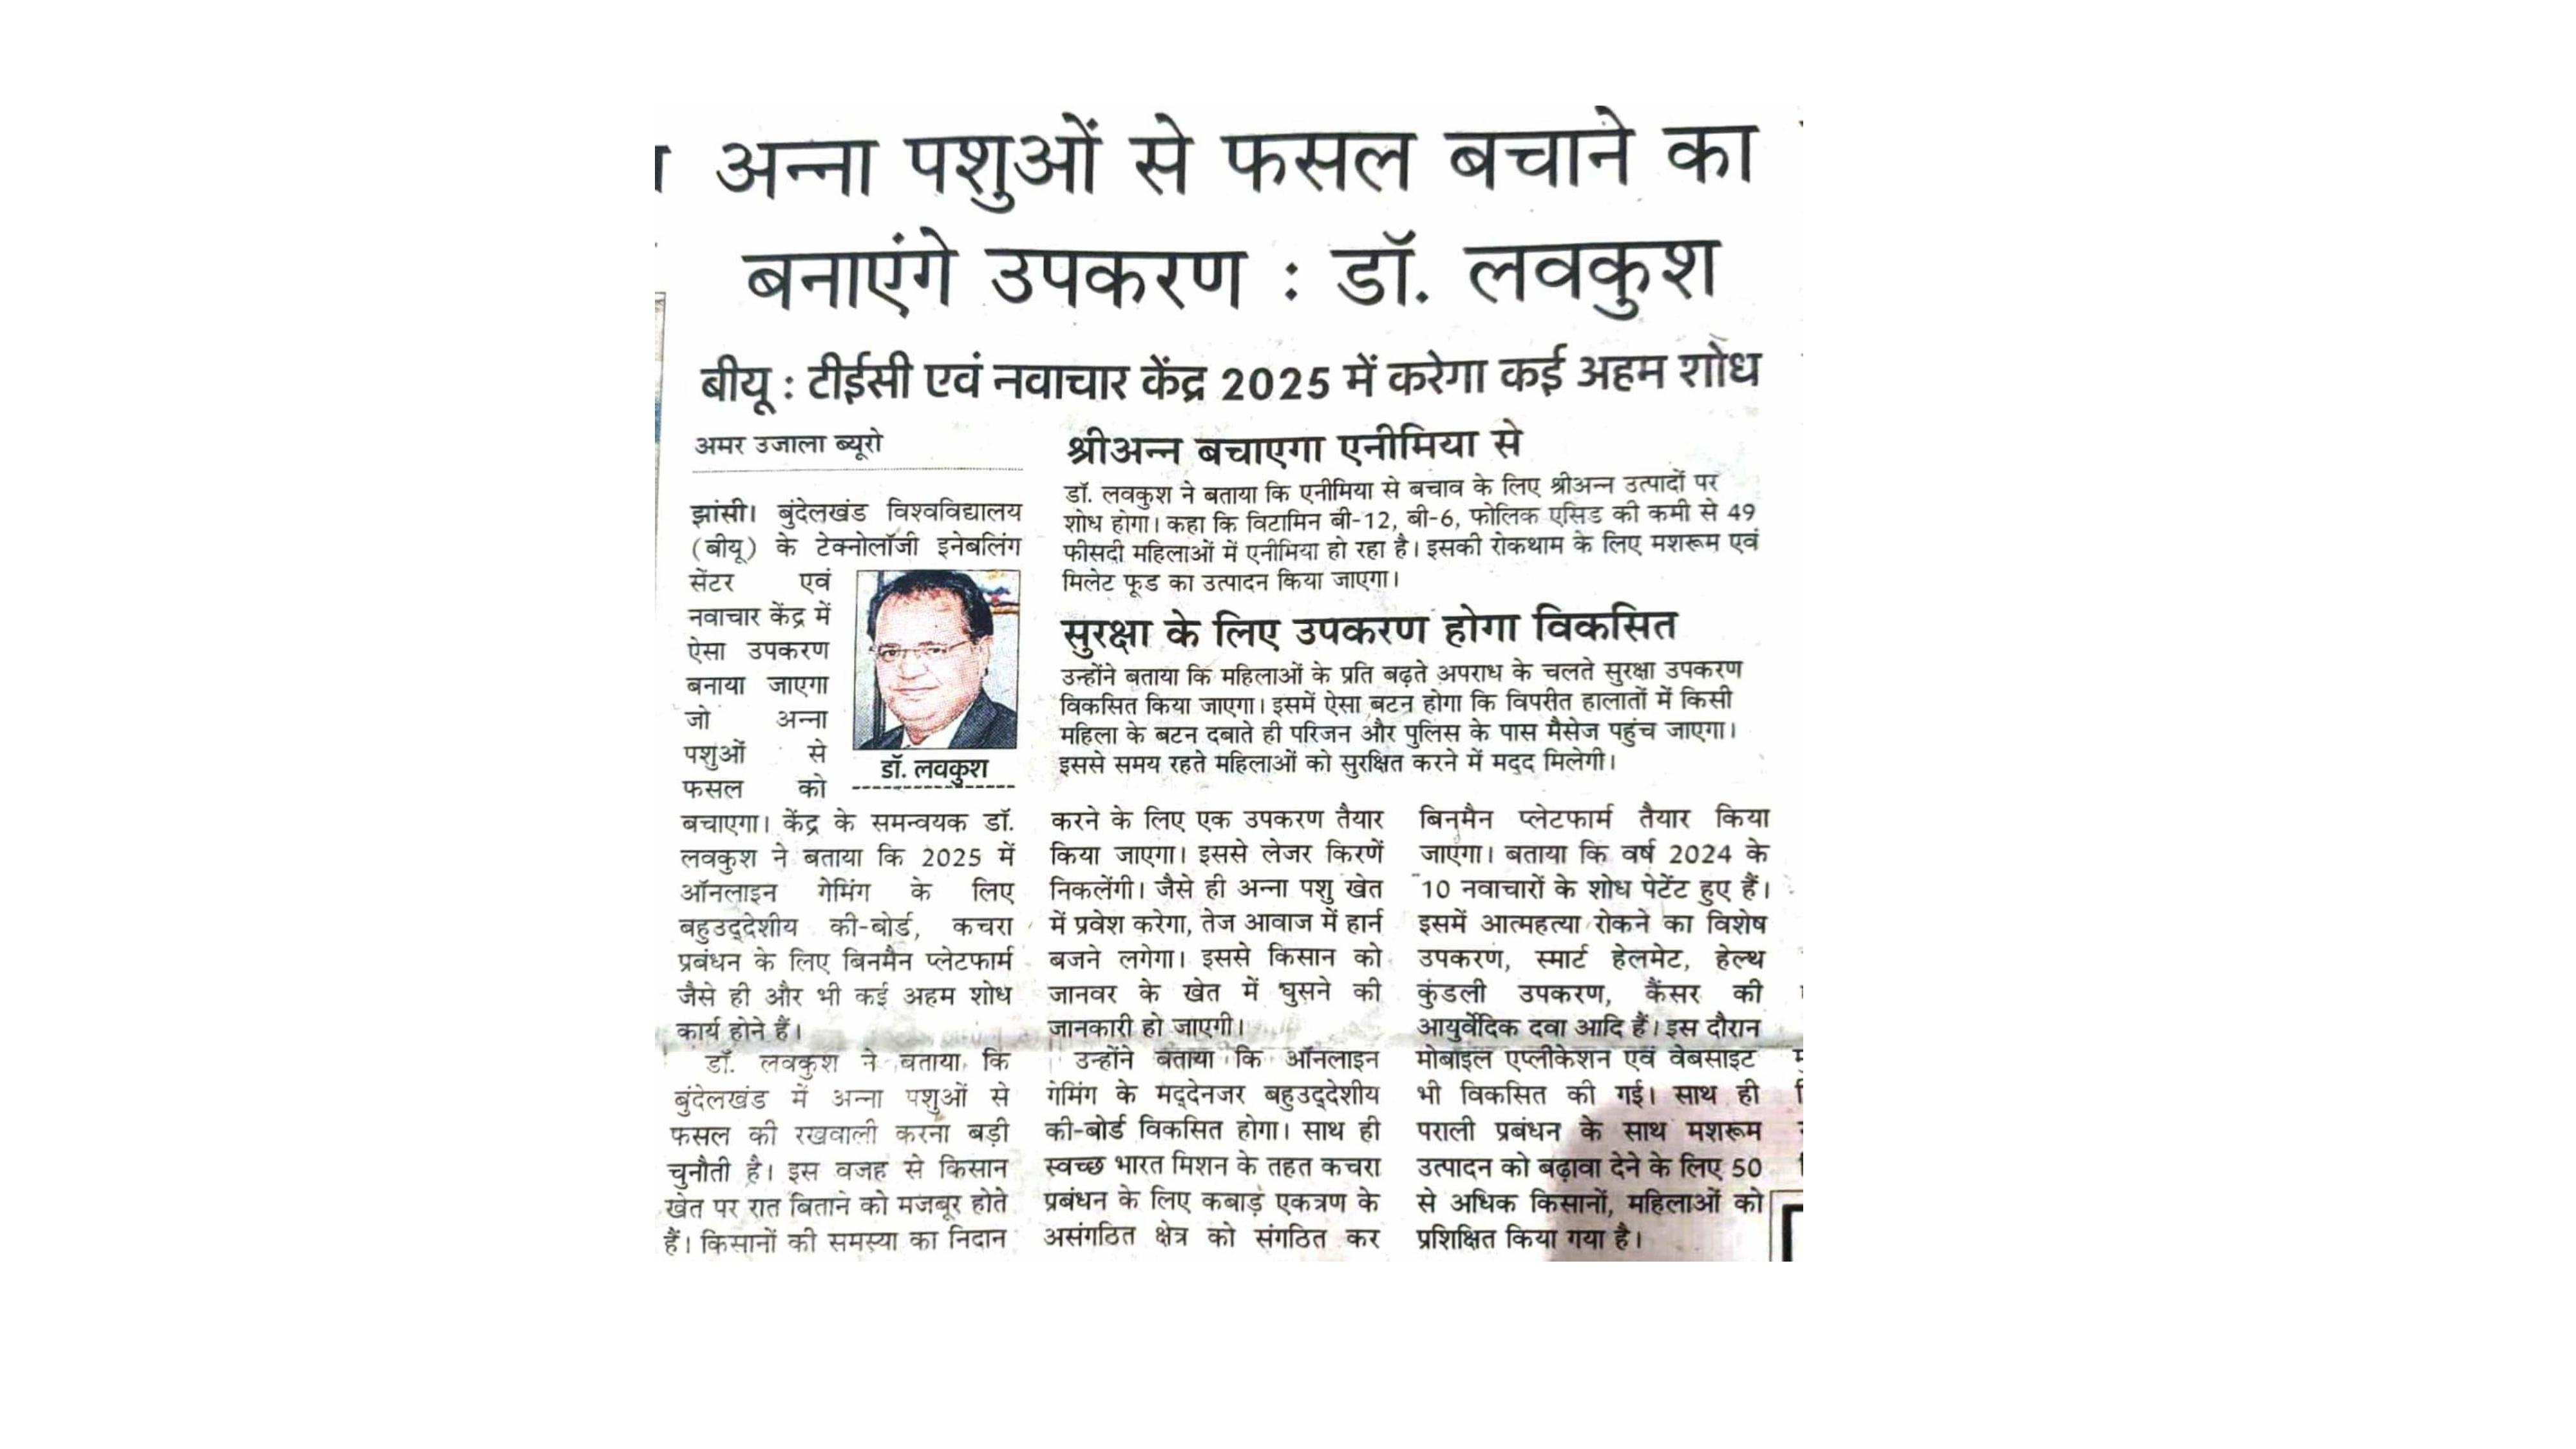 अन्ना पशुओं से फसल बचाने का
बनाएंगे उपकरण : डॉ. लवकुश
बीयू : टीईसी एवं नवाचार केंद्र 2025 में करेगा कई अहम शोध
अमर उजाला ब्यूरो
झांसी। बुंदेलखंड विश्वविद्यालय
(बीयू) के टेक्नोलॉजी इनेबलिंग
सेंटर एवं
नवाचार केंद्र में
ऐसा उपकरण
बनाया जाएगा
जो अन्ना
पशुओं से
फसल को
डॉ. लवकुश
बचाएगा। केंद्र के समन्वयक डॉ.
लवकुश ने बताया कि 2025 में
ऑनलाइन गेमिंग के लिए
बहुउद्देशीय की-बोर्ड, कचरा
प्रबंधन के लिए बिनमैन प्लेटफार्म
जैसे ही और भी कई अहम शोध
कार्य होने हैं।
डॉ. लवकुश ने बताया कि
बुंदेलखंड में अन्ना पशुओं से
फसल की रखवाली करना बड़ी
चुनौती है। इस वजह से किसान
खेत पर रात बिताने को मजबूर होते
हैं। किसानों की समस्या का निदान
श्रीअन्न बचाएगा एनीमिया से
डॉ. लवकुश ने बताया कि एनीमिया से बचाव के लिए श्रीअन्न उत्पादों पर
शोध होगा। कहा कि विटामिन बी-12, बी-6, फोलिक एसिड की कमी से 49
फीसदी महिलाओं में एनीमिया हो रहा है। इसकी रोकथाम के लिए मशरूम एवं
मिलेट फूड का उत्पादन किया जाएगा।
सुरक्षा के लिए उपकरण होगा विकसित
उन्होंने बताया कि महिलाओं के प्रति बढ़ते अपराध के चलते सुरक्षा उपकरण
विकसित किया जाएगा। इसमें ऐसा बटन होगा कि विपरीत हालातों में किसी
महिला के बटन दबाते ही परिजन और पुलिस के पास मैसेज पहुंच जाएगा।
इससे समय रहते महिलाओं को सुरक्षित करने में मदद मिलेगी।
करने के लिए एक उपकरण तैयार
किया जाएगा। इससे लेजर किरणें
निकलेंगी। जैसे ही अन्ना पशु खेत
में प्रवेश करेगा, तेज आवाज में हार्न
बजने लगेगा। इससे किसान को
जानवर के खेत में घुसने की
जानकारी हो जाएगी।
उन्होंने बताया कि ऑनलाइन
गेमिंग के मद्देनजर बहुउद्देशीय
की-बोर्ड विकसित होगा। साथ ही
स्वच्छ भारत मिशन के तहत कचरा
प्रबंधन के लिए कबाड़ एकत्रण के
असंगठित क्षेत्र को संगठित कर
बिनमैन प्लेटफार्म तैयार किया
जाएगा। बताया कि वर्ष 2024 के
10 नवाचारों के शोध पेटेंट हुए हैं।
इसमें आत्महत्या रोकने का विशेष
उपकरण, स्मार्ट हेलमेट, हेल्थ
कुंडली उपकरण, कैंसर की
आयुर्वेदिक दवा आदि हैं। इस दौरान
मोबाइल एप्लीकेशन एवं वेबसाइट
भी विकसित की गई। साथ ही
पराली प्रबंधन के साथ मशरूम
उत्पादन को बढ़ावा देने के लिए 50
से अधिक किसानों, महिलाओं को
प्रशिक्षित किया गया है।